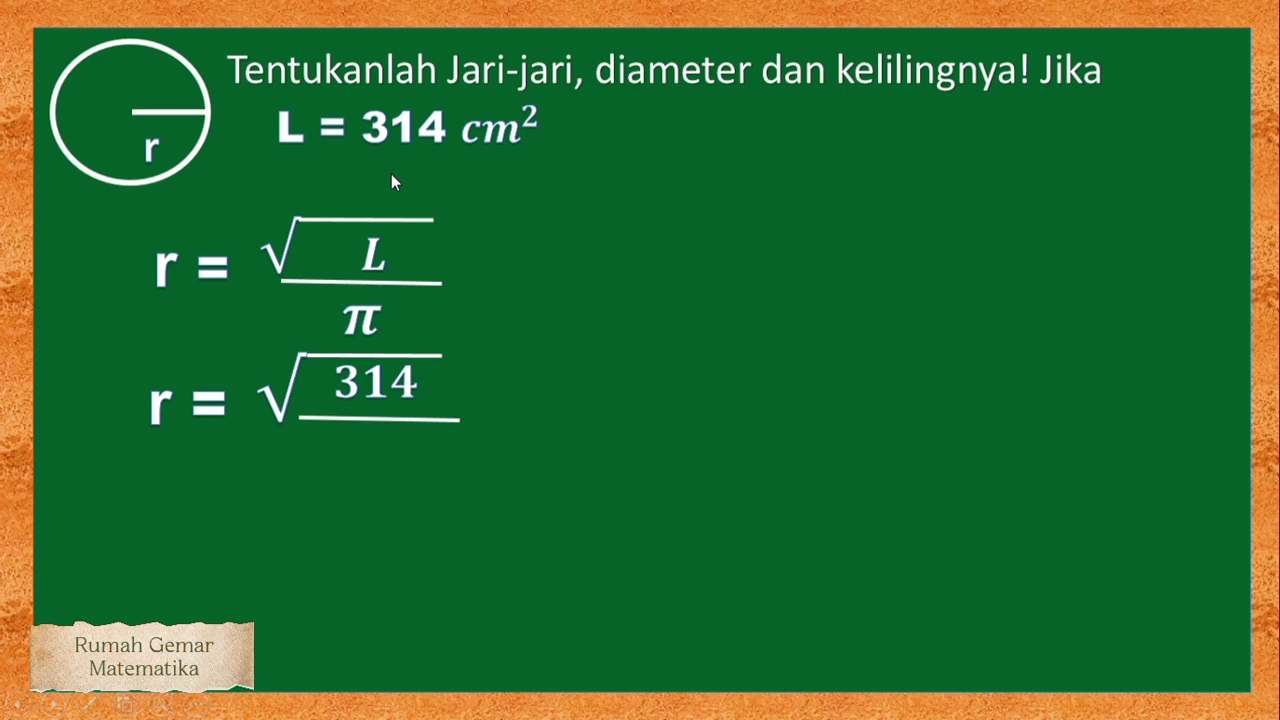 Tentukanlah Jari-jari, diameter dan kelilingnya! Jika
L = 314 cm²
r
r = √L
π
r = √314
Rumah Gemar
Matematika